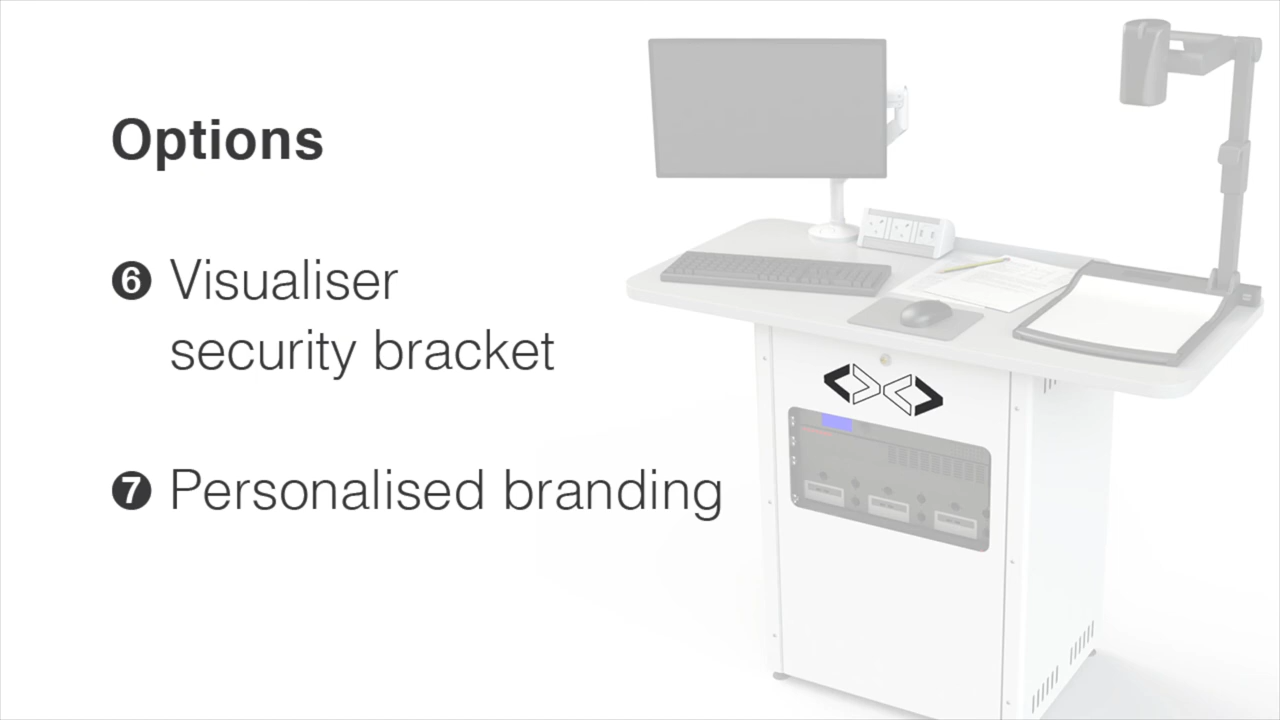 Options
❻ Visualiser
security bracket
❼ Personalised branding